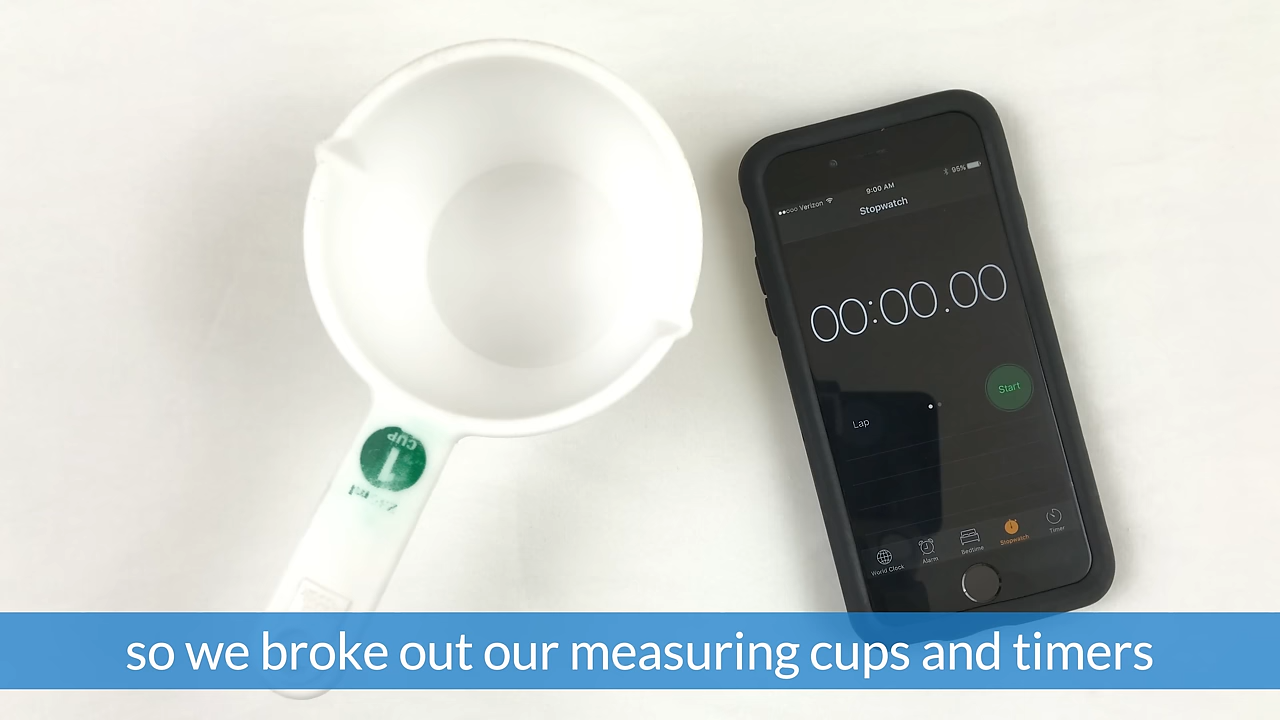 ●●○○○ Verizon
9:00 AM
95%
Stopwatch
00:00.00
Start
Lap
World Clock
Alarm
Bedtime
Stopwatch
Timer
1
CUP
so we broke out our measuring cups and timers